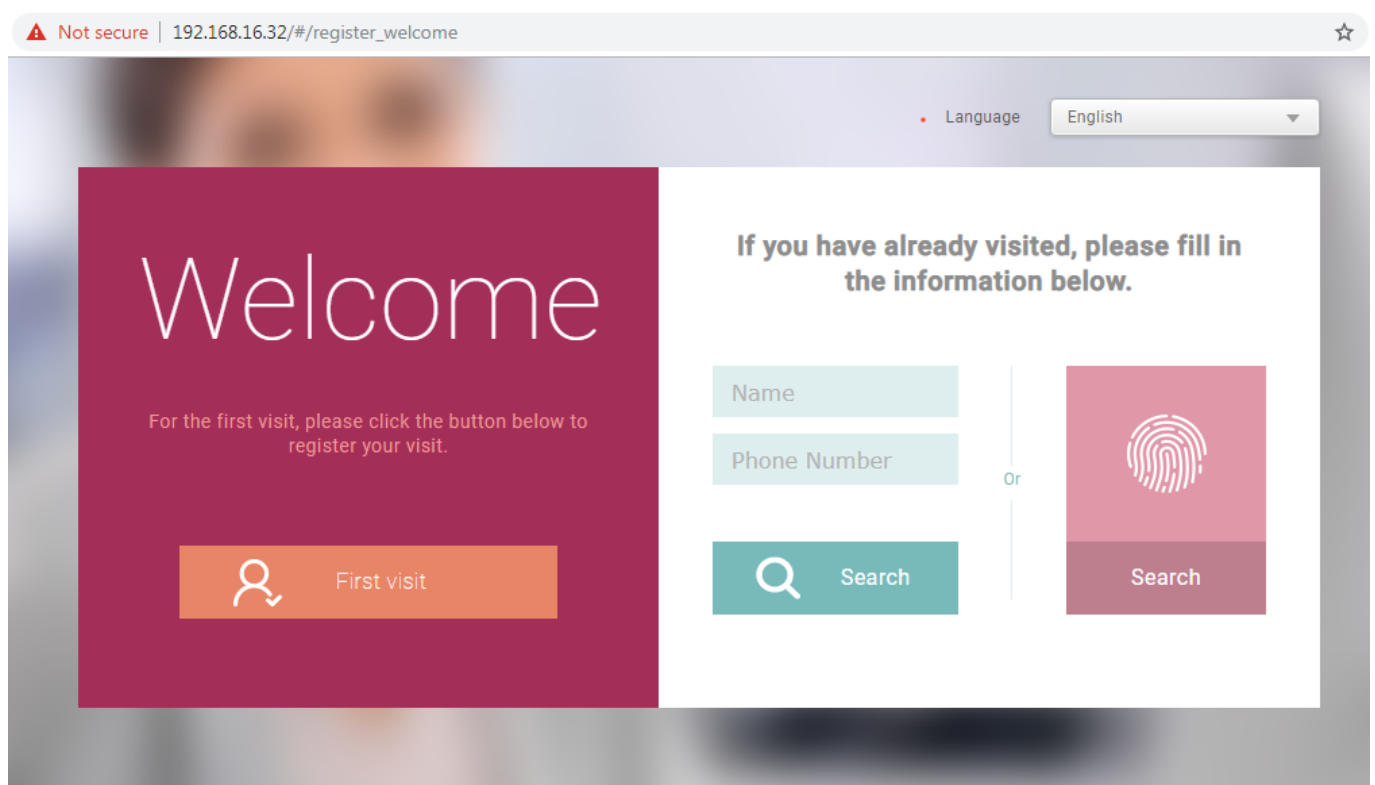 Not secure | 192.168.16.32/#/register_welcome
Language English
Welcome
For the first visit, please click the button below to
register your visit.
First visit
If you have already visited, please fill in
the information below.
Name
Phone Number
Search
Or
Search